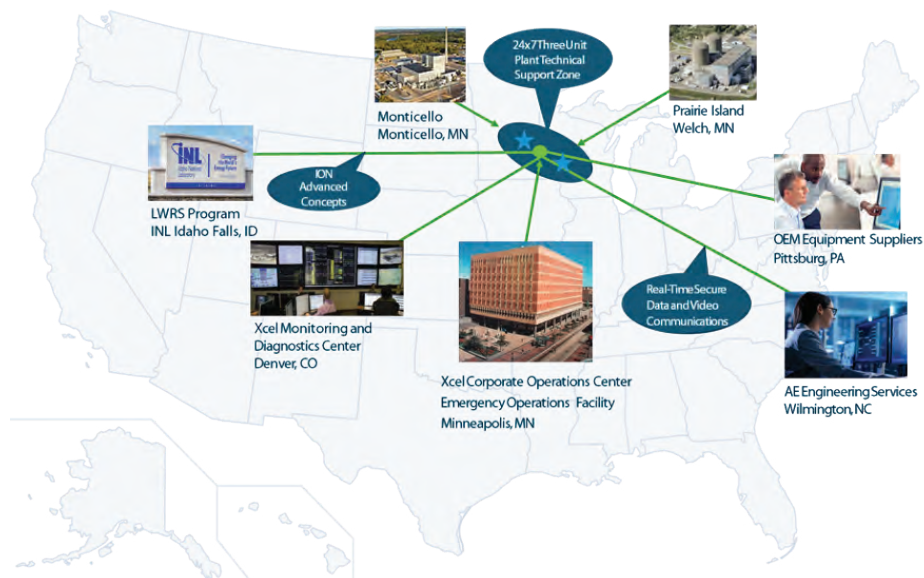 24x7 Three Unit
Plant Technical
Support Zone
Monticello
Monticello, MN
Prairie Island
Welch, MN
INL
LWRS Program
INL Idaho Falls, ID
ION
Advanced
Concepts
OEM Equipment Suppliers
Pittsburg, PA
Xcel Monitoring and
Diagnostics Center
Denver, CO
Real-Time Secure
Data and Video
Communications
Xcel Corporate Operations Center
Emergency Operations Facility
Minneapolis, MN
AE Engineering Services
Wilmington, NC